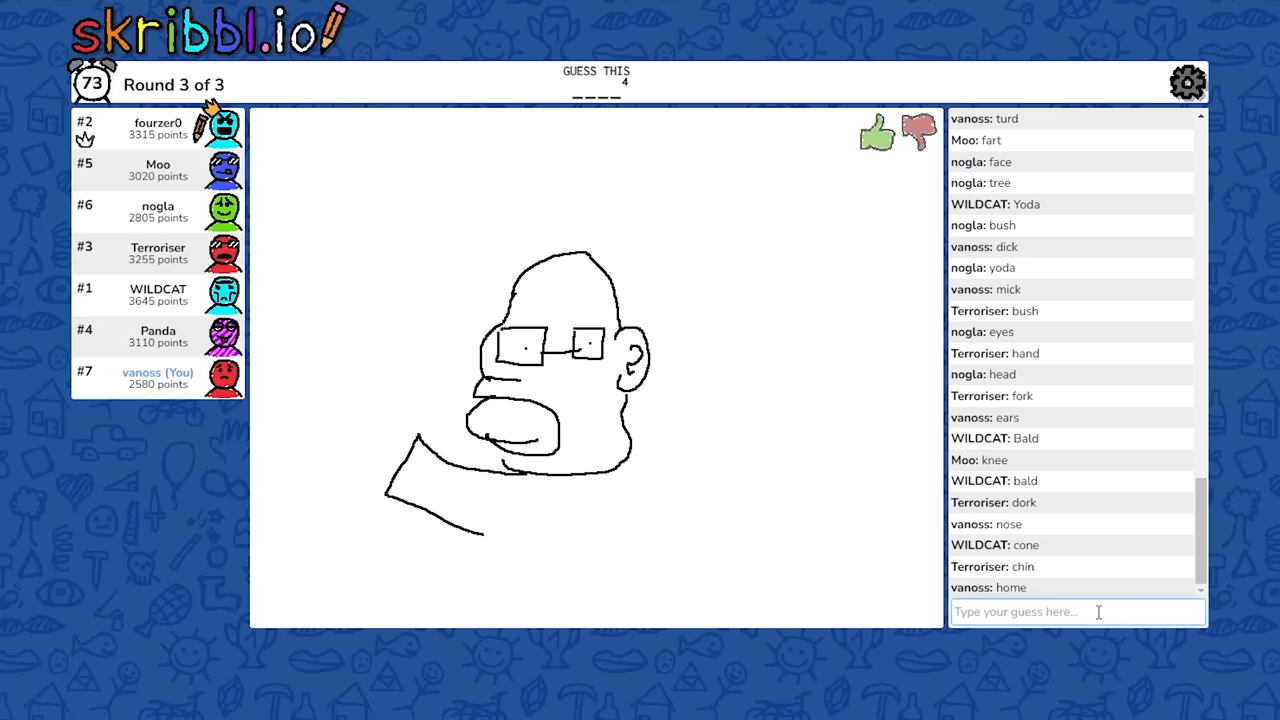 skribbl.io
73
Round 3 of 3
GUESS THIS
4
____
#2
fourzer0
3315 points
#5
Moo
3020 points
#6
nogla
2805 points
#3
Terroriser
3255 points
#1
WILDCAT
3645 points
#4
Panda
3110 points
#7
vanoss (You)
2580 points
vanoss: turd
Moo: fart
nogla: face
nogla: tree
WILDCAT: Yoda
nogla: bush
vanoss: dick
nogla: yoda
vanoss: mick
Terroriser: bush
nogla: eyes
Terroriser: hand
nogla: head
Terroriser: fork
vanoss: ears
WILDCAT: Bald
Moo: knee
WILDCAT: bald
Terroriser: dork
vanoss: nose
WILDCAT: cone
Terroriser: chin
vanoss: home
Type your guess here...